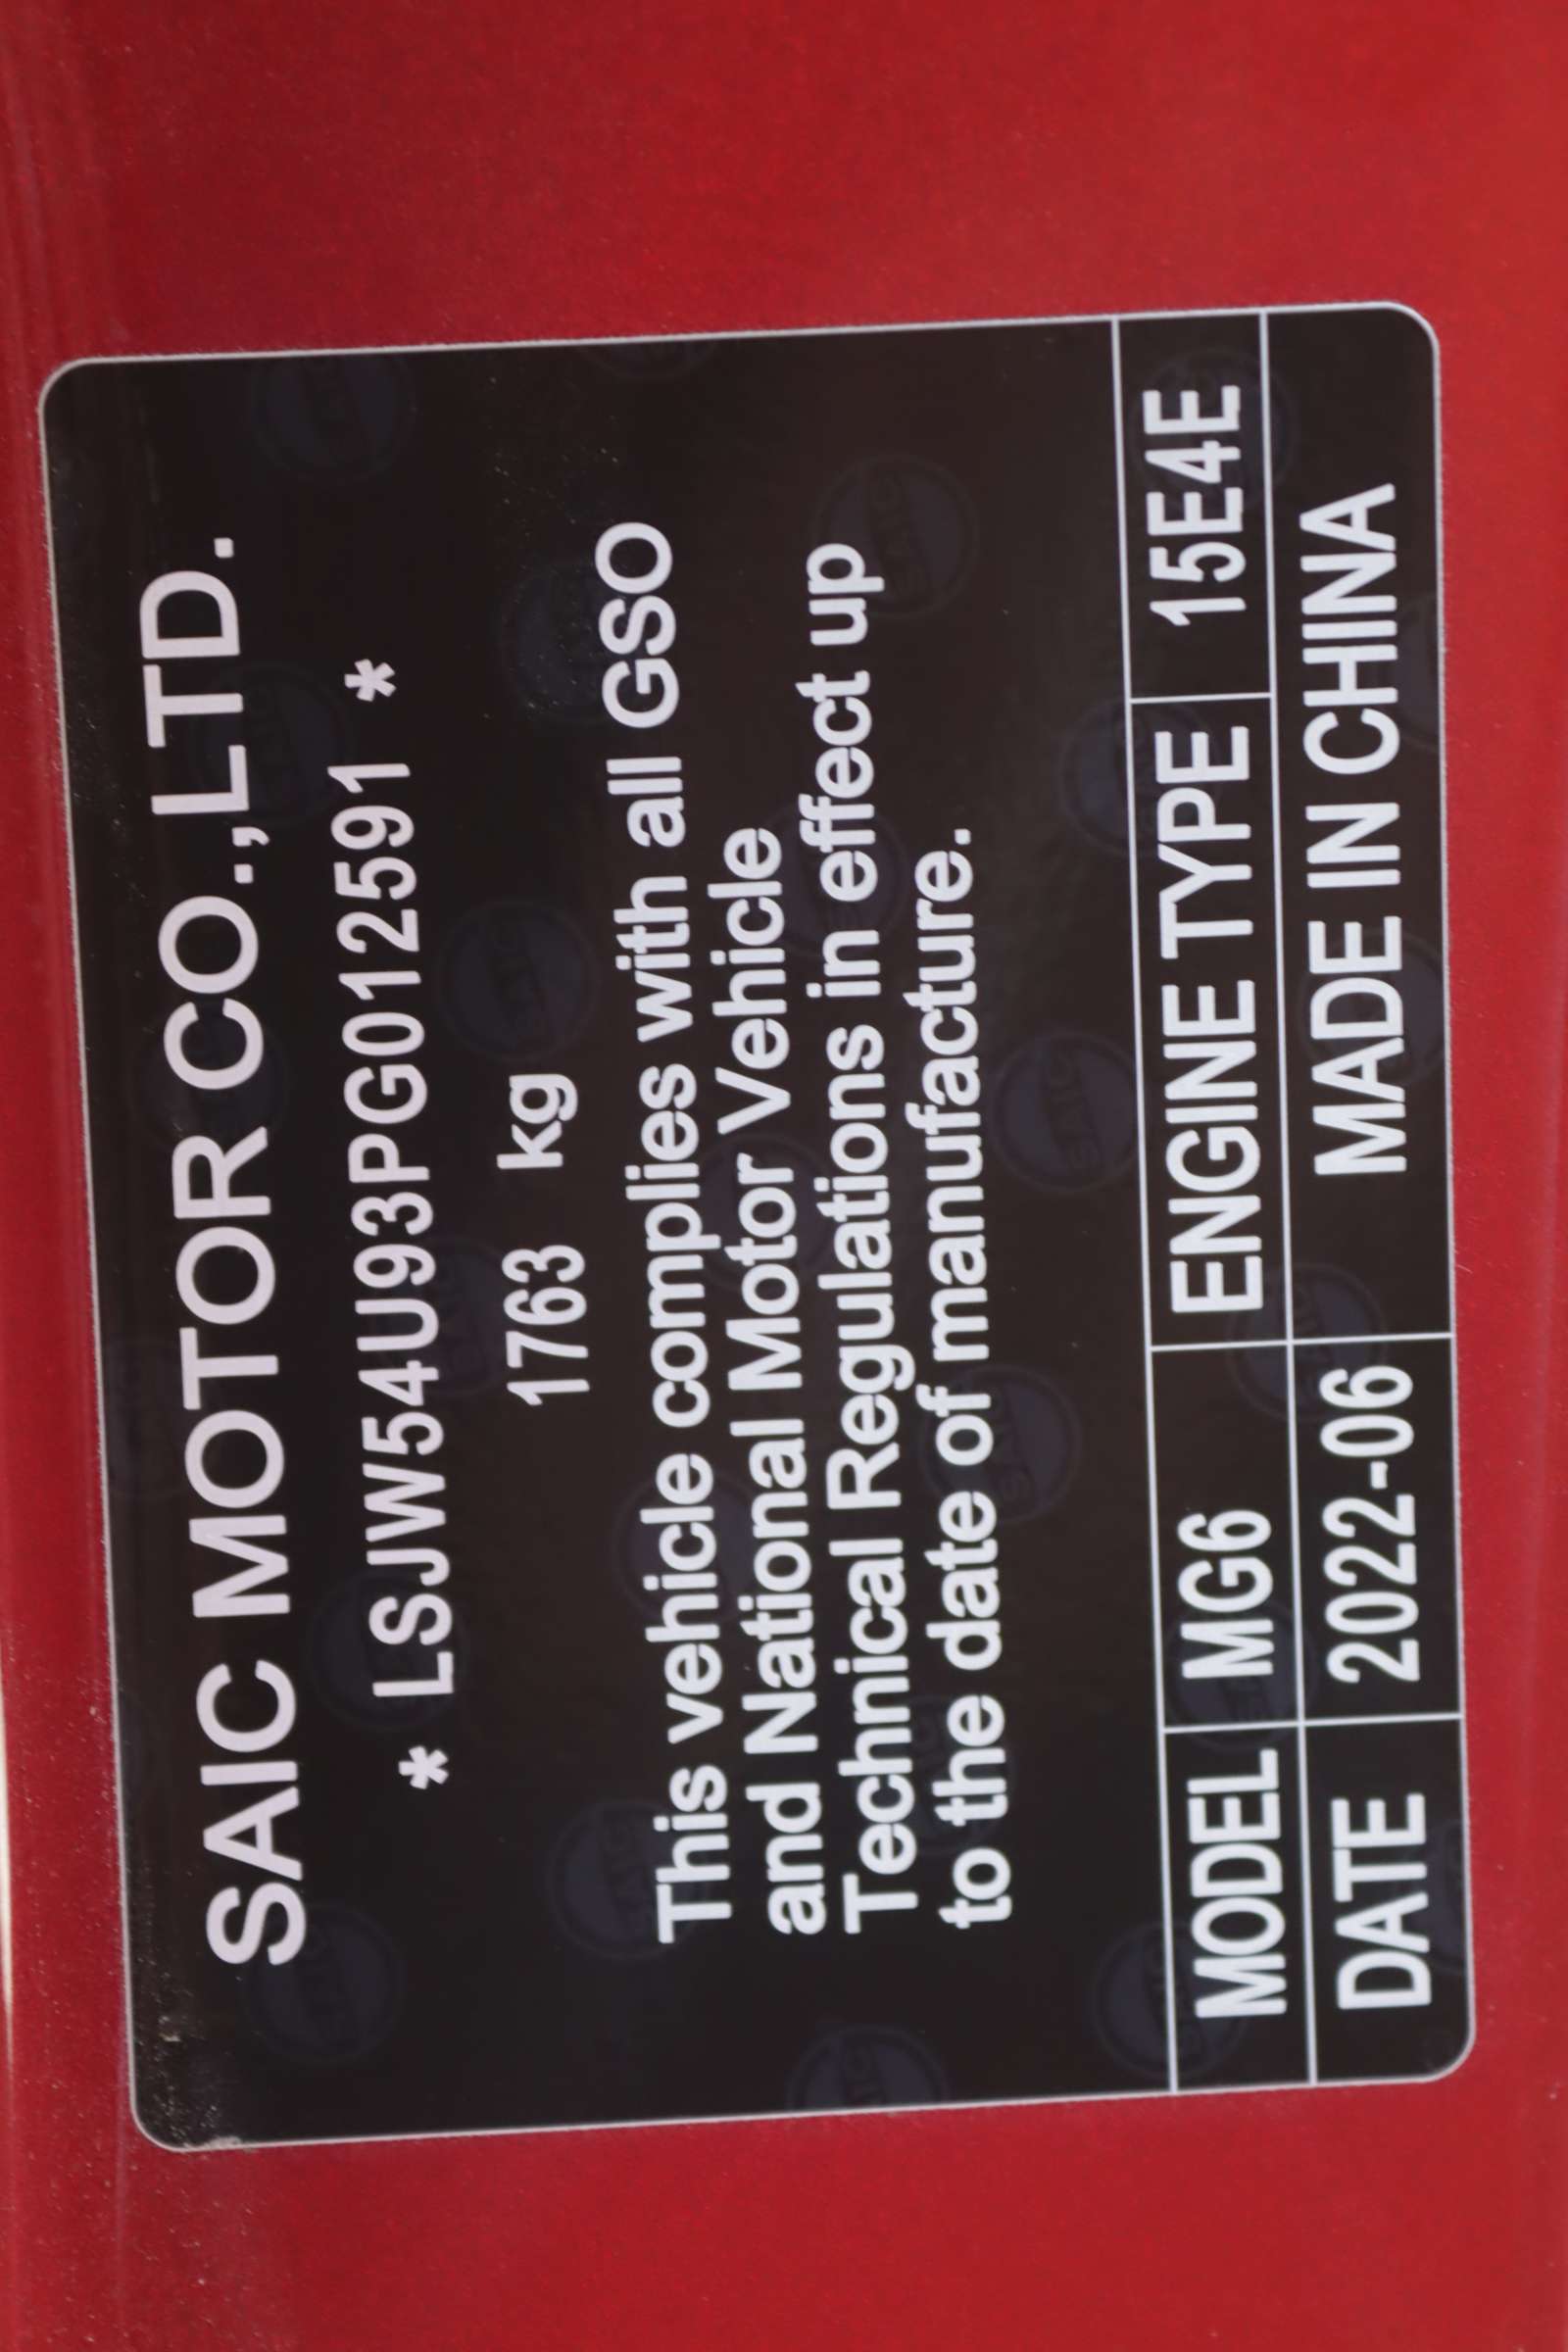 SAIC MOTOR CO.,LTD.
* LSJW54U93PG012591 *
1763 kg
This vehicle complies with all GSO
and National Motor Vehicle
Technical Regulations in effect up
to the date of manufacture.
MODEL MG6 ENGINE TYPE 15E4E
DATE 2022-06 MADE IN CHINA